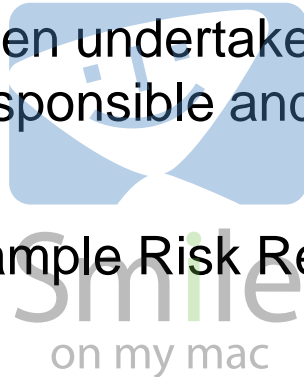 en undertake
sponsible and
ample Risk Re
Smile
on my mac